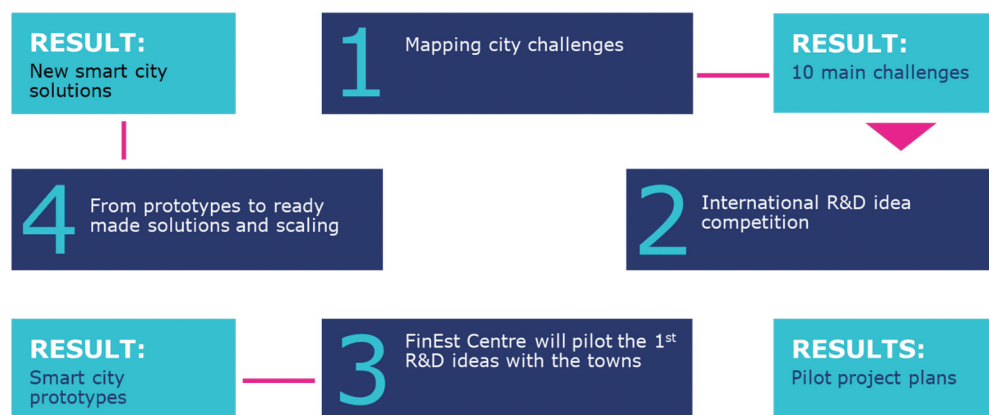 RESULT:
New smart city
solutions
1
Mapping city challenges
RESULT:
10 main challenges
4
From prototypes to ready
made solutions and scaling
2
International R&D idea
competition
RESULT:
Smart city
prototypes
3
FinEst Centre will pilot the 1st
R&D ideas with the towns
RESULTS:
Pilot project plans